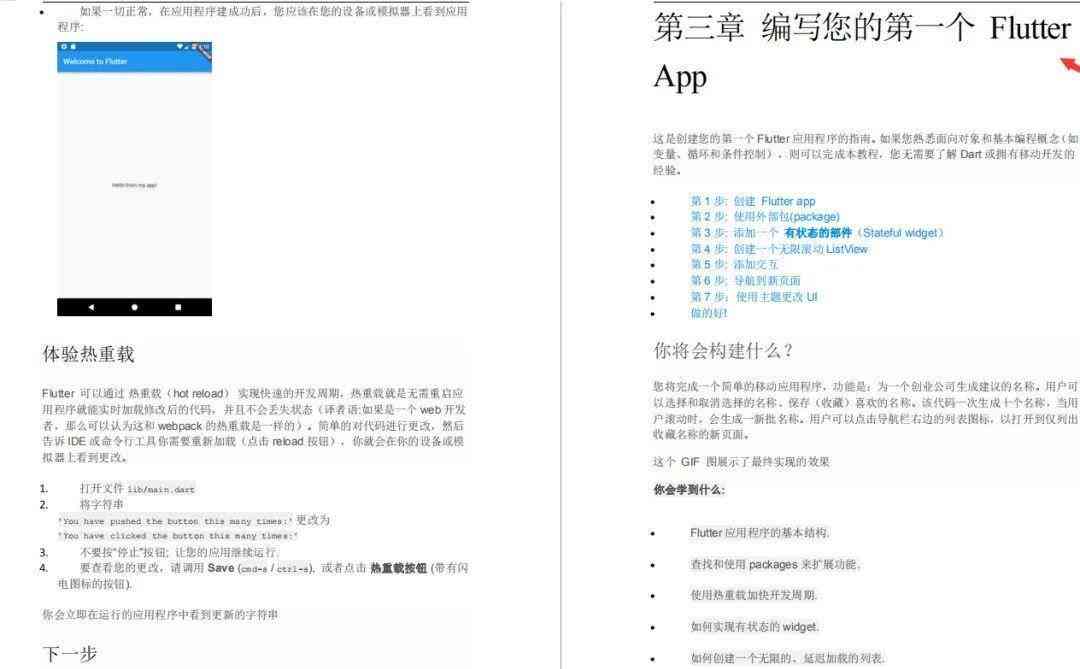 如果一切正常，在应用程序建成功后，您应该在您的设备或模拟器上看到应用
程序:
Welcome to Flutter
Hello from my app!
体验热重载
Flutter 可以通过 热重载（hot reload） 实现快速的开发周期，热重载就是无需重启应
用程序就能实时加载修改后的代码，并且不会丢失状态（译者语:如果是一个 web 开发
者，那么可以认为这和 webpack 的热重载是一样的）。简单的对代码进行更改，然后
告诉 IDE 或命令行工具你需要重新加载（点击 reload 按钮），你就会在你的设备或模
拟器上看到更改。
1. 打开文件 lib/main.dart
2. 将字符串
'You have pushed the button this many times:' 更改为
'You have clicked the button this many times:'
3. 不要按“停止”按钮; 让您的应用继续运行.
4. 要查看您的更改，请调用 Save (cmd-s / ctrl-s), 或者点击 热重载按钮 (带有闪
电图标的按钮).
你会立即在运行的应用程序中看到更新的字符串
下一步
第三章 编写您的第一个 Flutter
App
这是创建您的第一个 Flutter 应用程序的指南。如果您熟悉面向对象和基本编程概念（如
变量、循环和条件控制），则可以完成本教程，您无需要了解 Dart 或拥有移动开发的
经验。
第 1 步: 创建 Flutter app
第 2 步: 使用外部包(package)
第 3 步: 添加一个 有状态的部件（Stateful widget）
第 4 步: 创建一个无限滚动 ListView
第 5 步: 添加交互
第 6 步: 导航到新页面
第 7 步：使用主题更改 UI
做的好!
你将会构建什么？
您将完成一个简单的移动应用程序，功能是：为一个创业公司生成建议的名称。用户可
以选择和取消选择的名称、保存（收藏）喜欢的名称。该代码一次生成十个名称，当用
户滚动时，会生成一新批名称。用户可以点击导航栏右边的列表图标，以打开到仅列出
收藏名称的新页面。
这个 GIF 图展示了最终实现的效果
你会学到什么:
Flutter 应用程序的基本结构.
查找和使用 packages 来扩展功能.
使用热重载加快开发周期.
如何实现有状态的 widget.
如何创建一个无限的、延迟加载的列表.